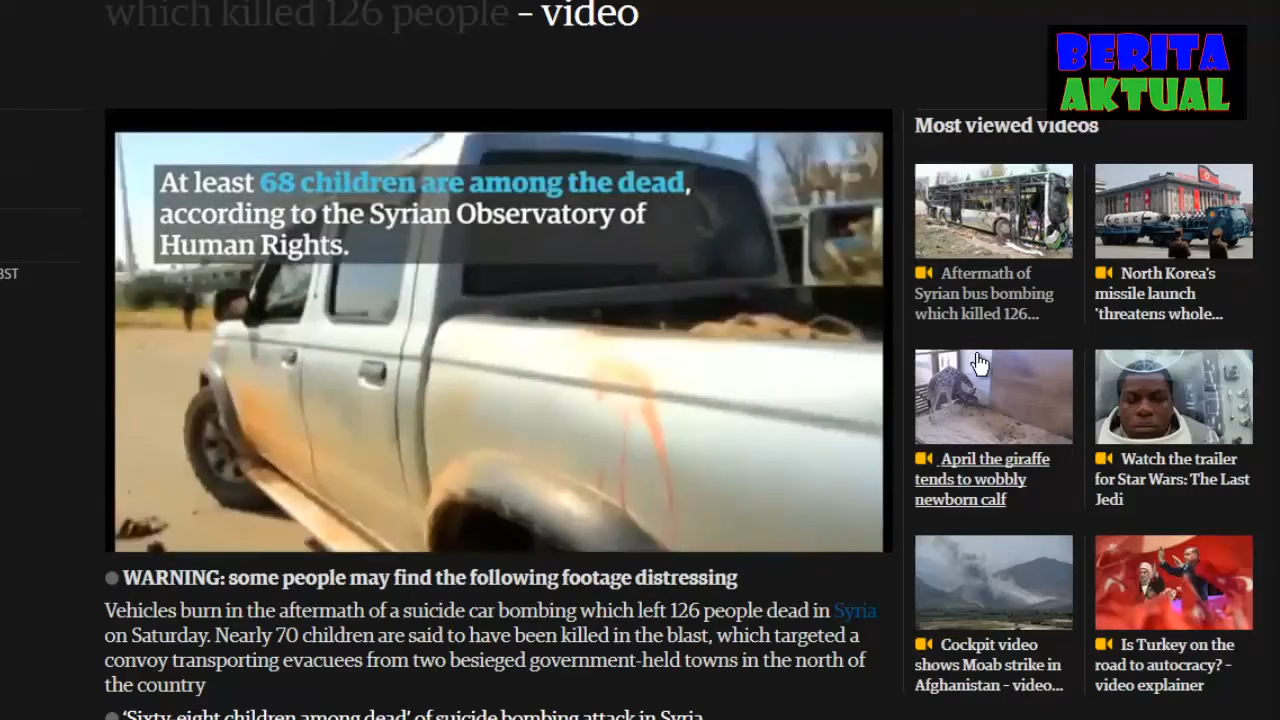 which killed 126 people – video
BERITA
AKTUAL
BST
At least 68 children are among the dead,
according to the Syrian Observatory of
Human Rights.
WARNING: some people may find the following footage distressing
Vehicles burn in the aftermath of a suicide car bombing which left 126 people dead in Syria
on Saturday. Nearly 70 children are said to have been killed in the blast, which targeted a
convoy transporting evacuees from two besieged government-held towns in the north of
the country
'Sixty-eight children among dead' of suicide bombing attack in Syria
Most viewed videos
Aftermath of
Syrian bus bombing
which killed 126...
North Korea's
missile launch
'threatens whole...
April the giraffe
tends to wobbly
newborn calf
Watch the trailer
for Star Wars: The Last
Jedi
Cockpit video
shows Moab strike in
Afghanistan – video...
Is Turkey on the
road to autocracy? –
video explainer